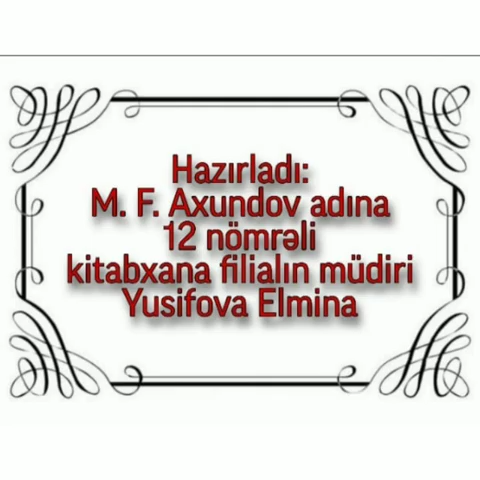 Hazırladı:
M. F. Axundov adına
12 nömrəli
kitabxana filialın müdiri
Yusifova Elmina